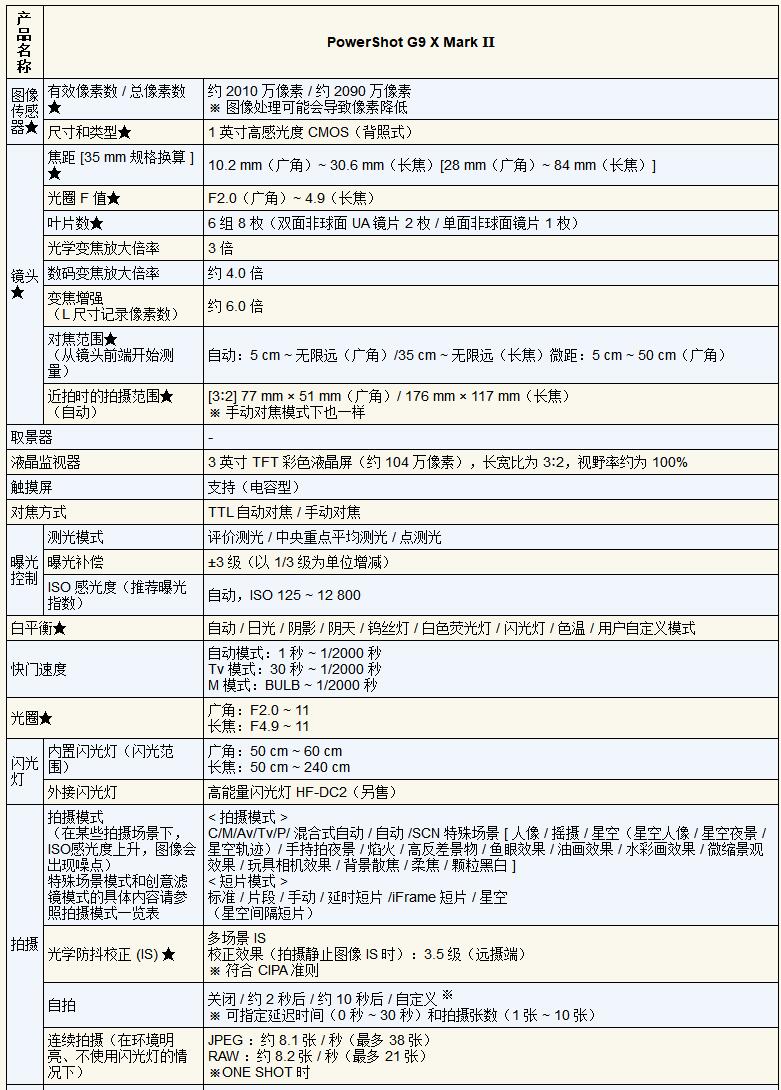 产
品
名
称
PowerShot G9 X Mark II
图像
传感
器★
有效像素数 / 总像素数
★
约 2010 万像素 / 约 2090 万像素
※ 图像处理可能会导致像素降低
尺寸和类型★
1 英寸高感光度 CMOS（背照式）
镜头
★
焦距 [35 mm 规格换算 ]
★
10.2 mm（广角）~ 30.6 mm（长焦）[28 mm（广角）~ 84 mm（长焦）]
光圈 F 值★
F2.0（广角）~ 4.9（长焦）
叶片数★
6 组 8 枚（双面非球面 UA 镜片 2 枚 / 单面非球面镜片 1 枚）
光学变焦放大倍率
3 倍
数码变焦放大倍率
约 4.0 倍
变焦增强
（L 尺寸记录像素数）
约 6.0 倍
对焦范围★
（从镜头前端开始测
量）
自动：5 cm ~ 无限远（广角）/35 cm ~ 无限远（长焦）微距：5 cm ~ 50 cm（广角）
近拍时的拍摄范围★
（自动）
[3:2] 77 mm × 51 mm（广角）/ 176 mm × 117 mm（长焦）
※ 手动对焦模式下也一样
取景器
-
液晶监视器
3 英寸 TFT 彩色液晶屏（约 104 万像素），长宽比为 3:2，视野率约为 100%
触摸屏
支持（电容型）
对焦方式
TTL 自动对焦 / 手动对焦
曝光
控制
测光模式
评价测光 / 中央重点平均测光 / 点测光
曝光补偿
±3 级（以 1/3 级为单位增减）
ISO 感光度（推荐曝光
指数）
自动，ISO 125 ~ 12 800
白平衡★
自动 / 日光 / 阴影 / 阴天 / 钨丝灯 / 白色荧光灯 / 闪光灯 / 色温 / 用户自定义模式
快门速度
自动模式：1 秒 ~ 1/2000 秒
Tv 模式：30 秒 ~ 1/2000 秒
M 模式：BULB ~ 1/2000 秒
光圈★
广角：F2.0 ~ 11
长焦：F4.9 ~ 11
闪光
灯
内置闪光灯（闪光范
围）
广角：50 cm ~ 60 cm
长焦：50 cm ~ 240 cm
外接闪光灯
高能量闪光灯 HF-DC2（另售）
拍摄
拍摄模式
（在某些拍摄场景下，
ISO感光度上升，图像会
出现噪点）
特殊场景模式和创意滤
镜模式的具体内容请参
照拍摄模式一览表
< 拍摄模式 >
C/M/Av/Tv/P/ 混合式自动 / 自动 /SCN 特殊场景 [ 人像 / 摇摄 / 星空（星空人像 / 星空夜景 /
星空轨迹）/ 手持拍夜景 / 焰火 / 高反差景物 / 鱼眼效果 / 油画效果 / 水彩画效果 / 微缩景观
效果 / 玩具相机效果 / 背景散焦 / 柔焦 / 颗粒黑白 ]
< 短片模式 >
标准 / 片段 / 手动 / 延时短片 /iFrame 短片 / 星空
（星空间隔短片）
光学防抖校正 (IS) ★
多场景 IS
校正效果（拍摄静止图像 IS 时）：3.5 级（远摄端）
※ 符合 CIPA 准则
自拍
关闭 / 约 2 秒后 / 约 10 秒后 / 自定义 ※
※ 可指定延迟时间（0 秒 ~ 30 秒）和拍摄张数（1 张 ~ 10 张）
连续拍摄（在环境明
亮、不使用闪光灯的情
况下）
JPEG ：约 8.1 张 / 秒（最多 38 张）
RAW ：约 8.2 张 / 秒（最多 21 张）
※ONE SHOT 时